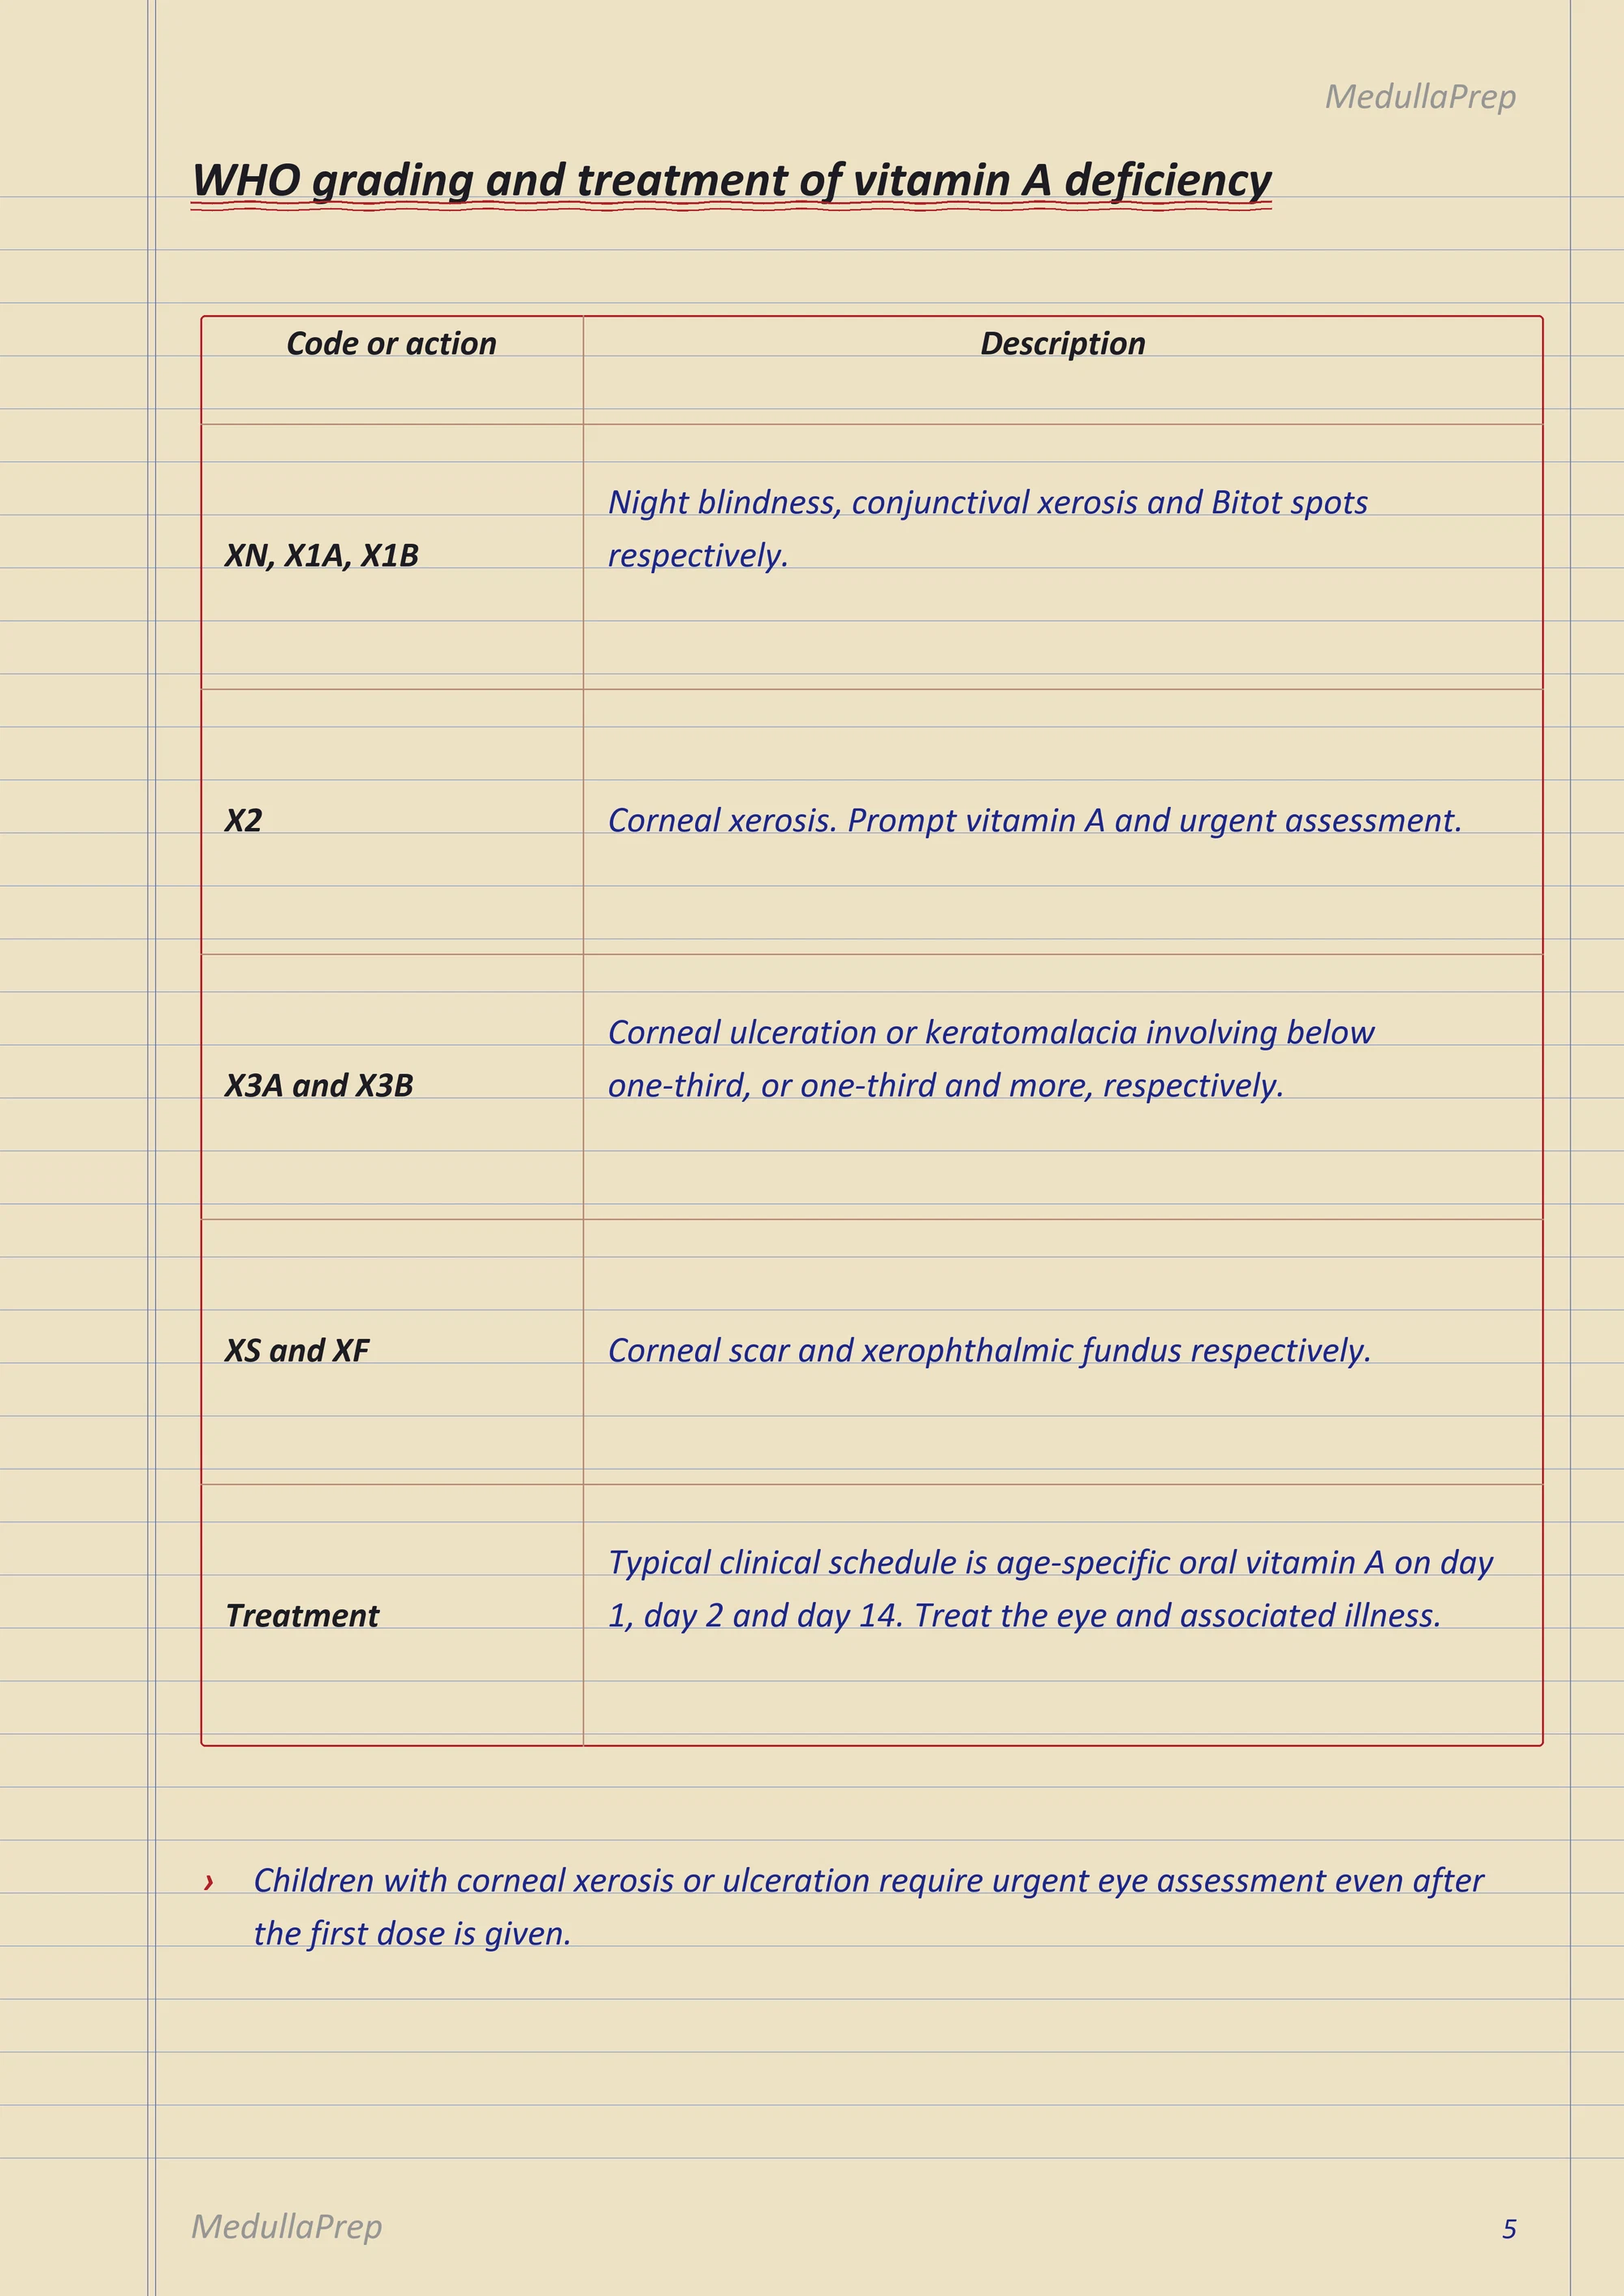 MedullaPrep
WHO grading and treatment of vitamin A deficiency
Code or action
Description
XN, X1A, X1B
Night blindness, conjunctival xerosis and Bitot spots
respectively.
X2
Corneal xerosis. Prompt vitamin A and urgent assessment.
X3A and X3B
Corneal ulceration or keratomalacia involving below
one-third, or one-third and more, respectively.
XS and XF
Corneal scar and xerophthalmic fundus respectively.
Treatment
Typical clinical schedule is age-specific oral vitamin A on day
1, day 2 and day 14. Treat the eye and associated illness.
› Children with corneal xerosis or ulceration require urgent eye assessment even after
the first dose is given.
MedullaPrep
5